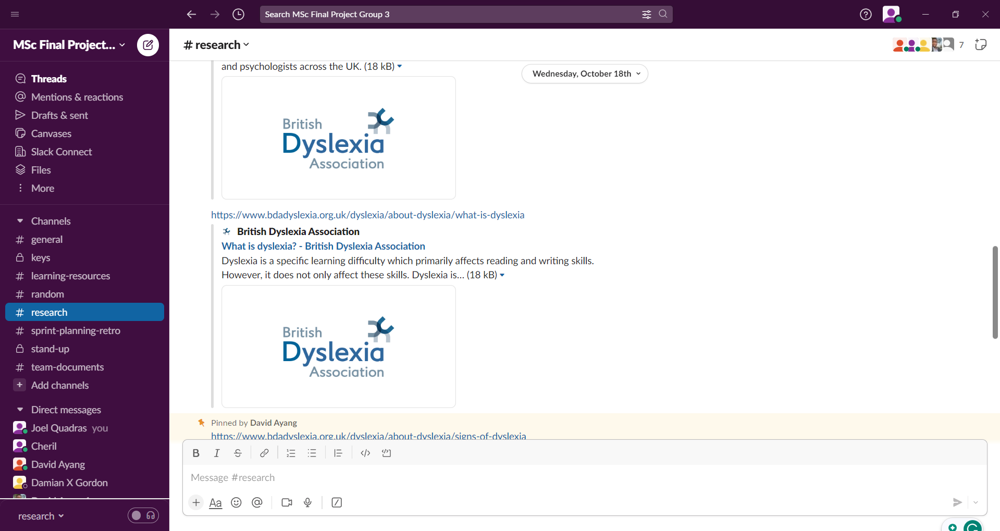 Search MSc Final Project Group 3
MSc Final Project...
Threads
Mentions & reactions
Drafts & sent
Canvases
Slack Connect
Files
More
Channels
general
keys
learning-resources
random
research
sprint-planning-retro
stand-up
team-documents
Add channels
Direct messages
Joel Quadras you
Cheril
David Ayang
Damian X Gordon
research
# research
7
and psychologists across the UK. (18 kB)
Wednesday, October 18th
British
Dyslexia
Association
https://www.bdadyslexia.org.uk/dyslexia/about-dyslexia/what-is-dyslexia
British Dyslexia Association
What is dyslexia? - British Dyslexia Association
Dyslexia is a specific learning difficulty which primarily affects reading and writing skills.
However, it does not only affect these skills. Dyslexia is... (18 kB)
British
Dyslexia
Association
Pinned by David Ayang
https://www.bdadyslexia.org.uk/dyslexia/about-dyslexia/signs-of-dyslexia
Message #research